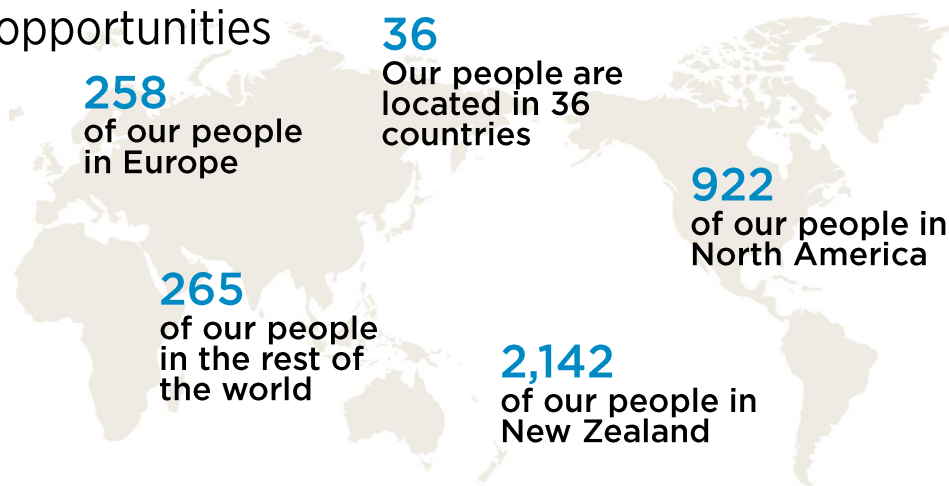 opportunities
36
Our people are
located in 36
countries
258
of our people
in Europe
922
of our people in
North America
265
of our people
in the rest of
the world
2,142
of our people in
New Zealand